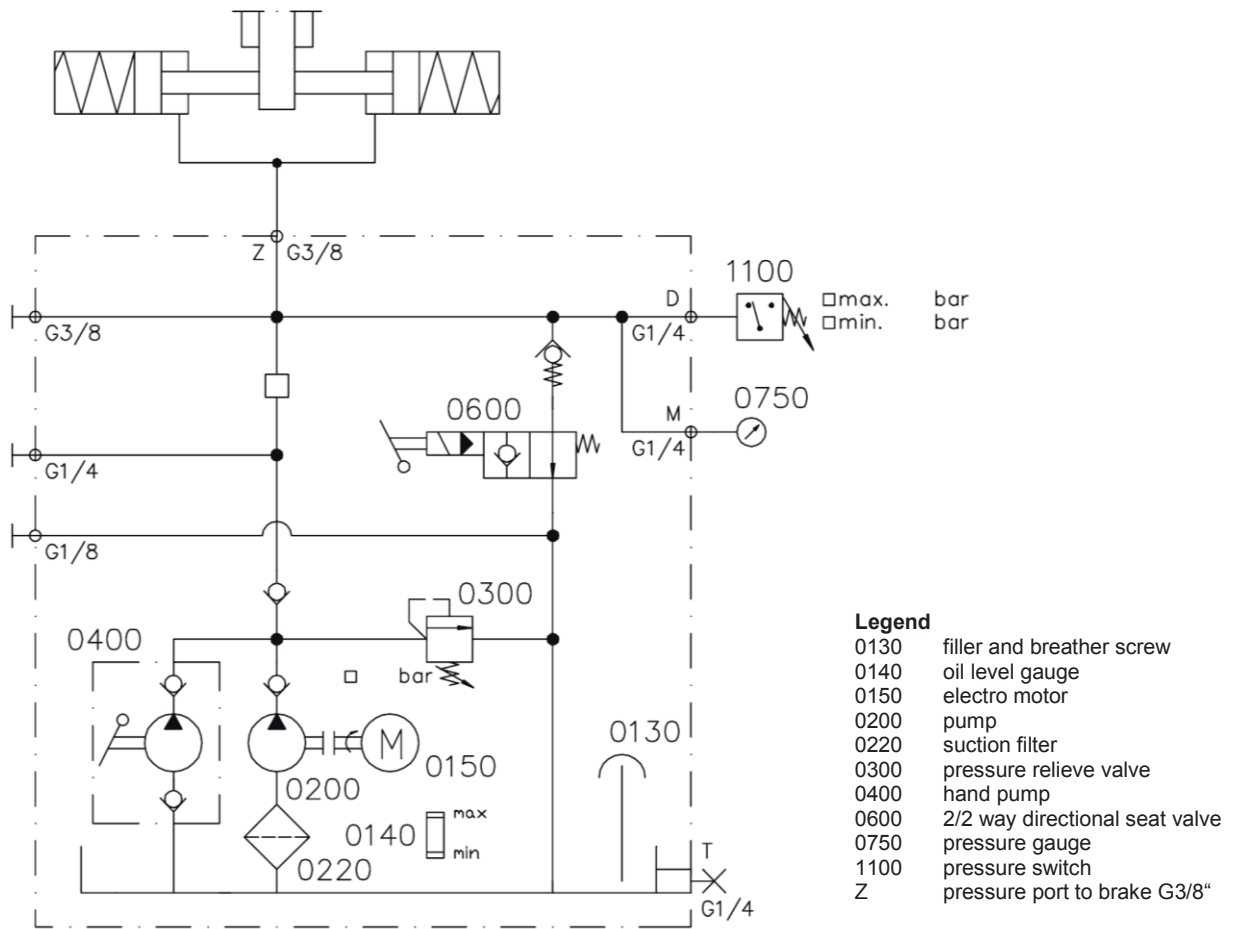 Z G3/8
1100
D
G3/8
G1/4
□max. bar
□min. bar
0600
M
0750
G1/4
G1/4
G1/8
0300
0400
□ bar
M
0130
0150
0200
0140 max
min
0220
T
G1/4
Legend
0130 filler and breather screw
0140 oil level gauge
0150 electro motor
0200 pump
0220 suction filter
0300 pressure relieve valve
0400 hand pump
0600 2/2 way directional seat valve
0750 pressure gauge
1100 pressure switch
Z pressure port to brake G3/8“